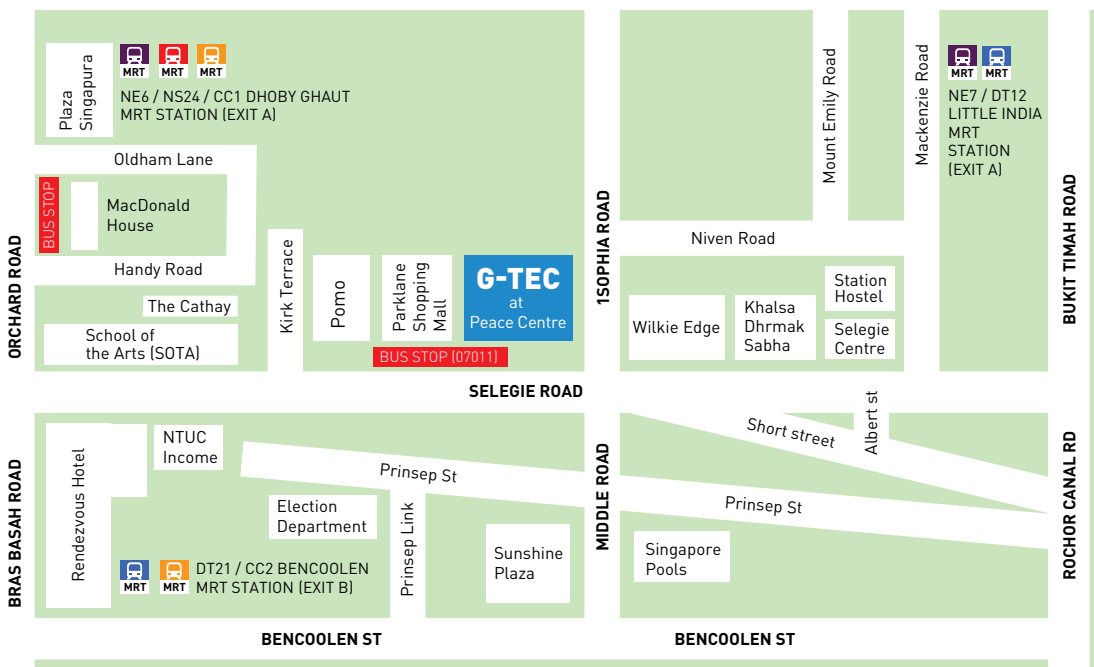 Plaza
Singapura
MRT
MRT
MRT
NE6 / NS24 / CC1 DHOBY GHAUT
MRT STATION (EXIT A)
Oldham Lane
BUS STOP
MacDonald
House
Handy Road
The Cathay
School of
the Arts (SOTA)
ORCHARD ROAD
Kirk Terrace
Pomo
Parklane
Shopping
Mall
G-TEC
at
Peace Centre
BUS STOP (07011)
1SOPHIA ROAD
Mount Emily Road
Mackenzie Road
MRT
MRT
NE7 / DT12
LITTLE INDIA
MRT
STATION
(EXIT A)
Niven Road
Wilkie Edge
Khalsa
Dhrmak
Sabha
Station
Hostel
Selegie
Centre
BUKIT TIMAH ROAD
SELEGIE ROAD
BRAS BASAH ROAD
Rendezvous Hotel
NTUC
Income
Prinsep St
Election
Department
Prinsep Link
MRT
MRT
DT21 / CC2 BENCOOLEN
MRT STATION (EXIT B)
Sunshine
Plaza
MIDDLE ROAD
Short street
Albert st
Prinsep St
Singapore
Pools
ROCHOR CANAL RD
BENCOOLEN ST
BENCOOLEN ST